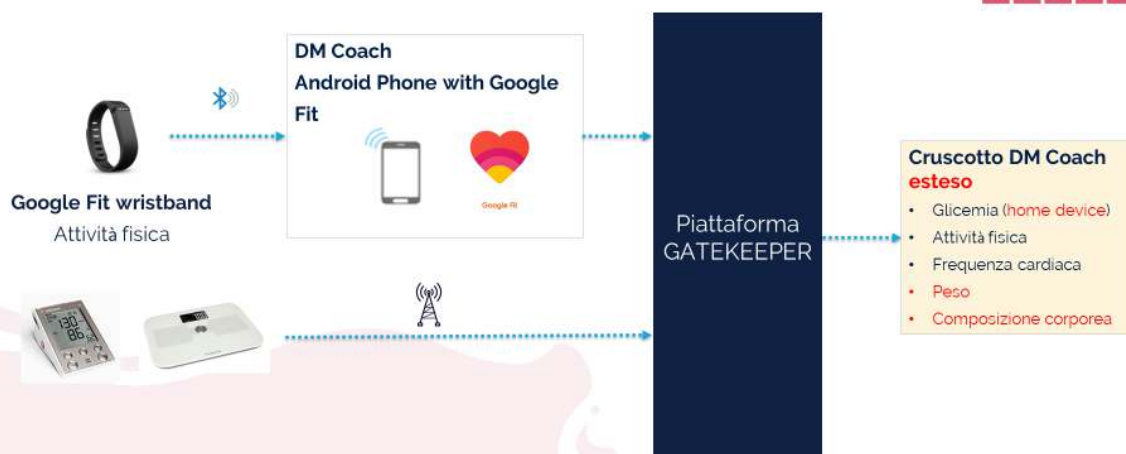 DM Coach
Android Phone with Google
Fit
Google Fit
Google Fit wristband
Attività fisica
130
86
Piattaforma
GATEKEEPER
Cruscotto DM Coach
esteso
• Glicemia (home device)
• Attività fisica
• Frequenza cardiaca
• Peso
• Composizione corporea